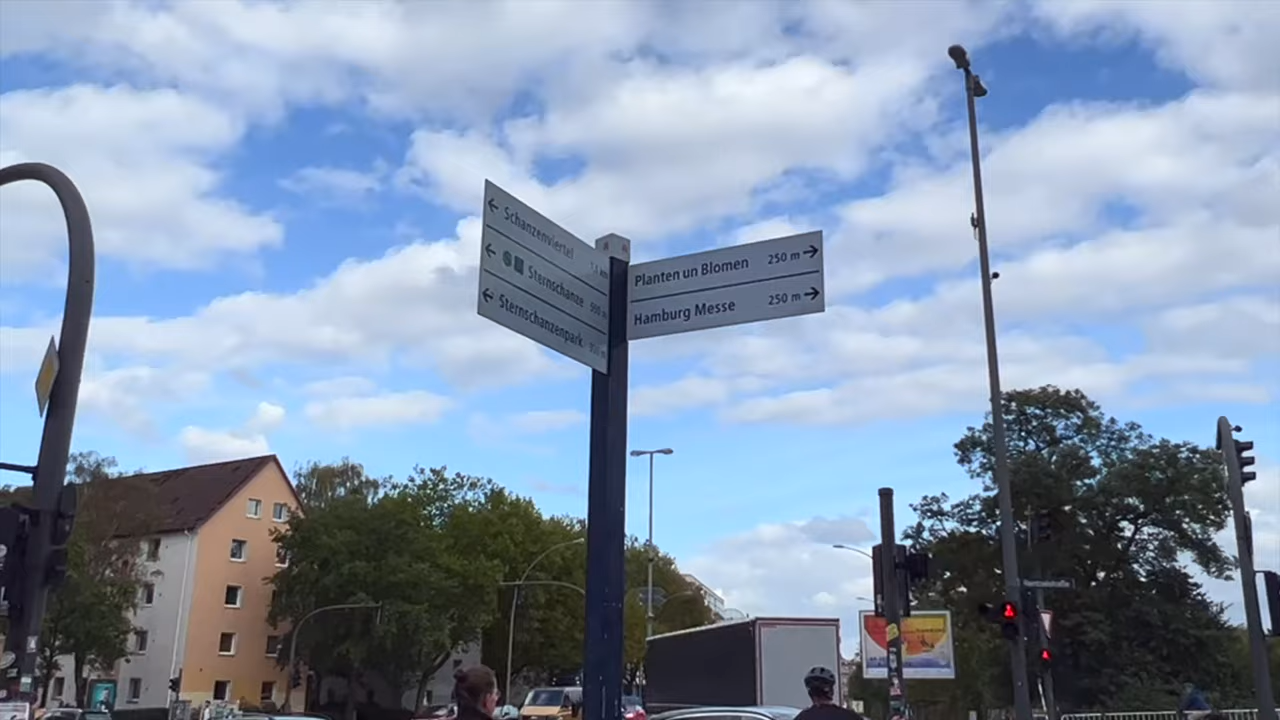 ← Schanzenviertel
← Sternschanze
← Sternschanzenpark
Planten un Blomen 250 m →
Hamburg Messe 250 m →